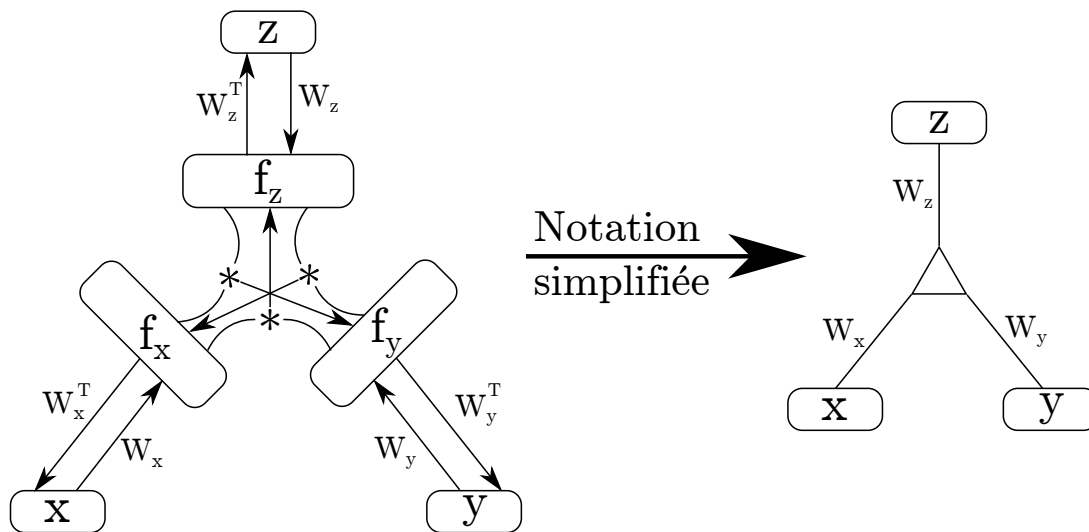 z
W_z^T
W_z
f_z
*
*
*
f_x
f_y
W_x^T
W_x
W_y^T
W_y
x
y
Notation
simplifiée
z
W_z
W_x
W_y
x
y